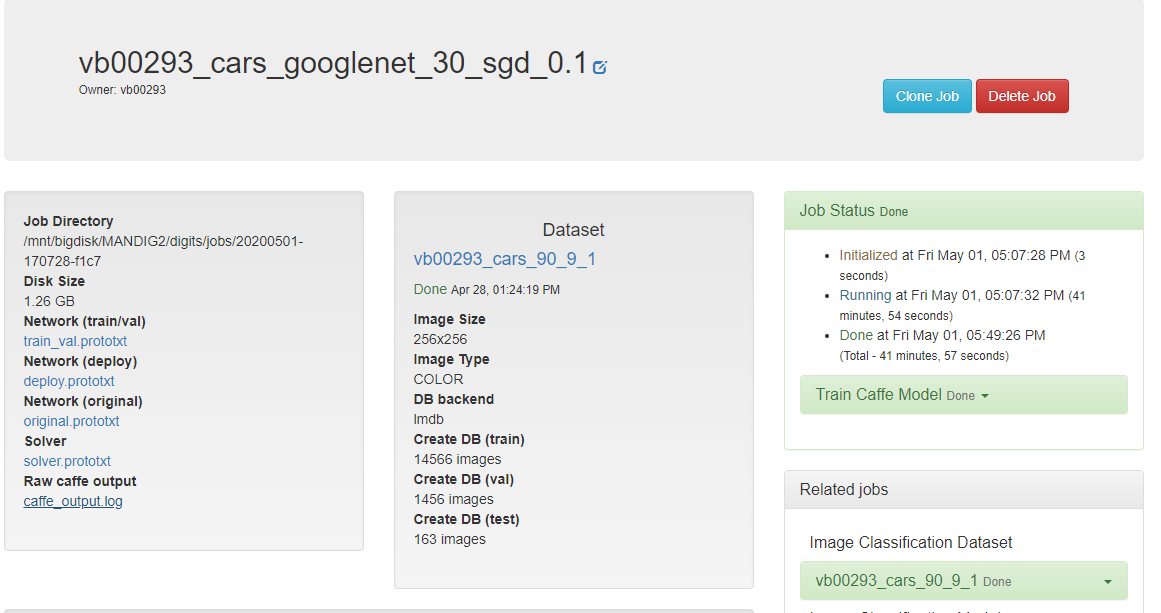 vb00293_cars_googlenet_30_sgd_0.1
Owner: vb00293
Clone Job
Delete Job
Job Directory
/mnt/bigdisk/MANDIG2/digits/jobs/20200501-
170728-f1c7
Disk Size
1.26 GB
Network (train/val)
train_val.prototxt
Network (deploy)
deploy.prototxt
Network (original)
original.prototxt
Solver
solver.prototxt
Raw caffe output
caffe_output.log
Dataset
vb00293_cars_90_9_1
Done Apr 28, 01:24:19 PM
Image Size
256x256
Image Type
COLOR
DB backend
lmdb
Create DB (train)
14566 images
Create DB (val)
1456 images
Create DB (test)
163 images
Job Status Done
Initialized at Fri May 01, 05:07:28 PM (3
seconds)
Running at Fri May 01, 05:07:32 PM (41
minutes, 54 seconds)
Done at Fri May 01, 05:49:26 PM
(Total - 41 minutes, 57 seconds)
Train Caffe Model Done
Related jobs
Image Classification Dataset
vb00293_cars_90_9_1 Done